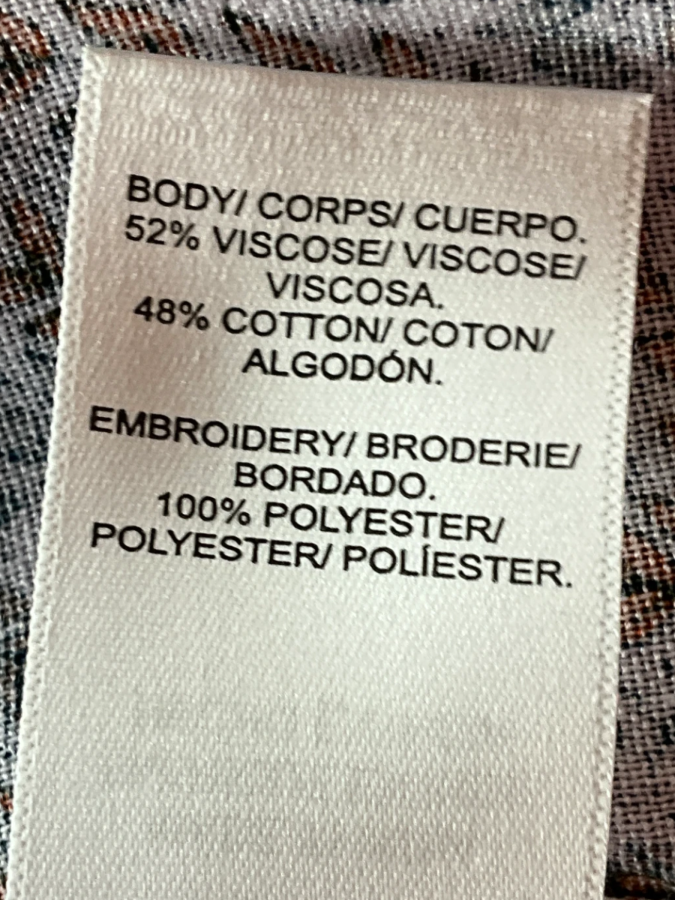 BODY/ CORPS/ CUERPO.
52% VISCOSE/ VISCOSE/
VISCOSA.
48% COTTON/ COTON/
ALGODÓN.
EMBROIDERY/ BRODERIE/
BORDADO.
100% POLYESTER/
POLYESTER/ POLÍESTER.